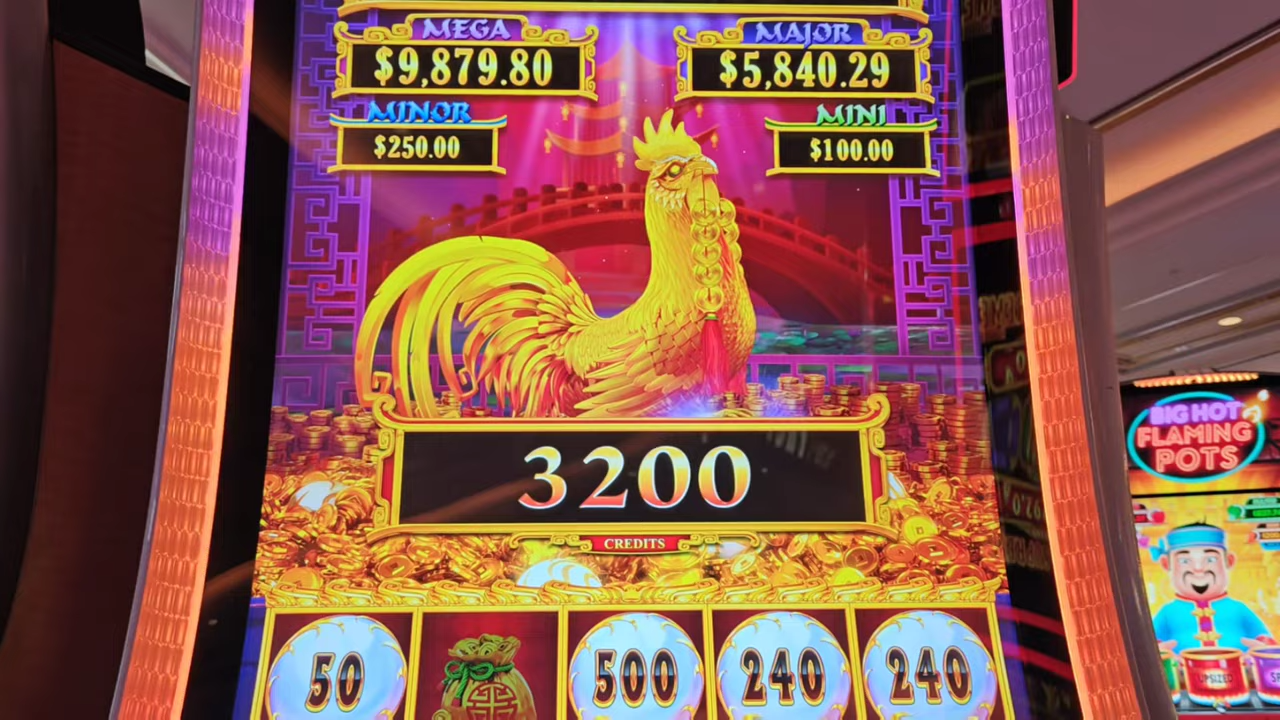 MEGA
$9,879.80
MAJOR
$5,840.29
MINOR
$250.00
MINI
$100.00
3200
CREDITS
50
500
240
240
BIG HOT
FLAMING
POTS
UPSIZED